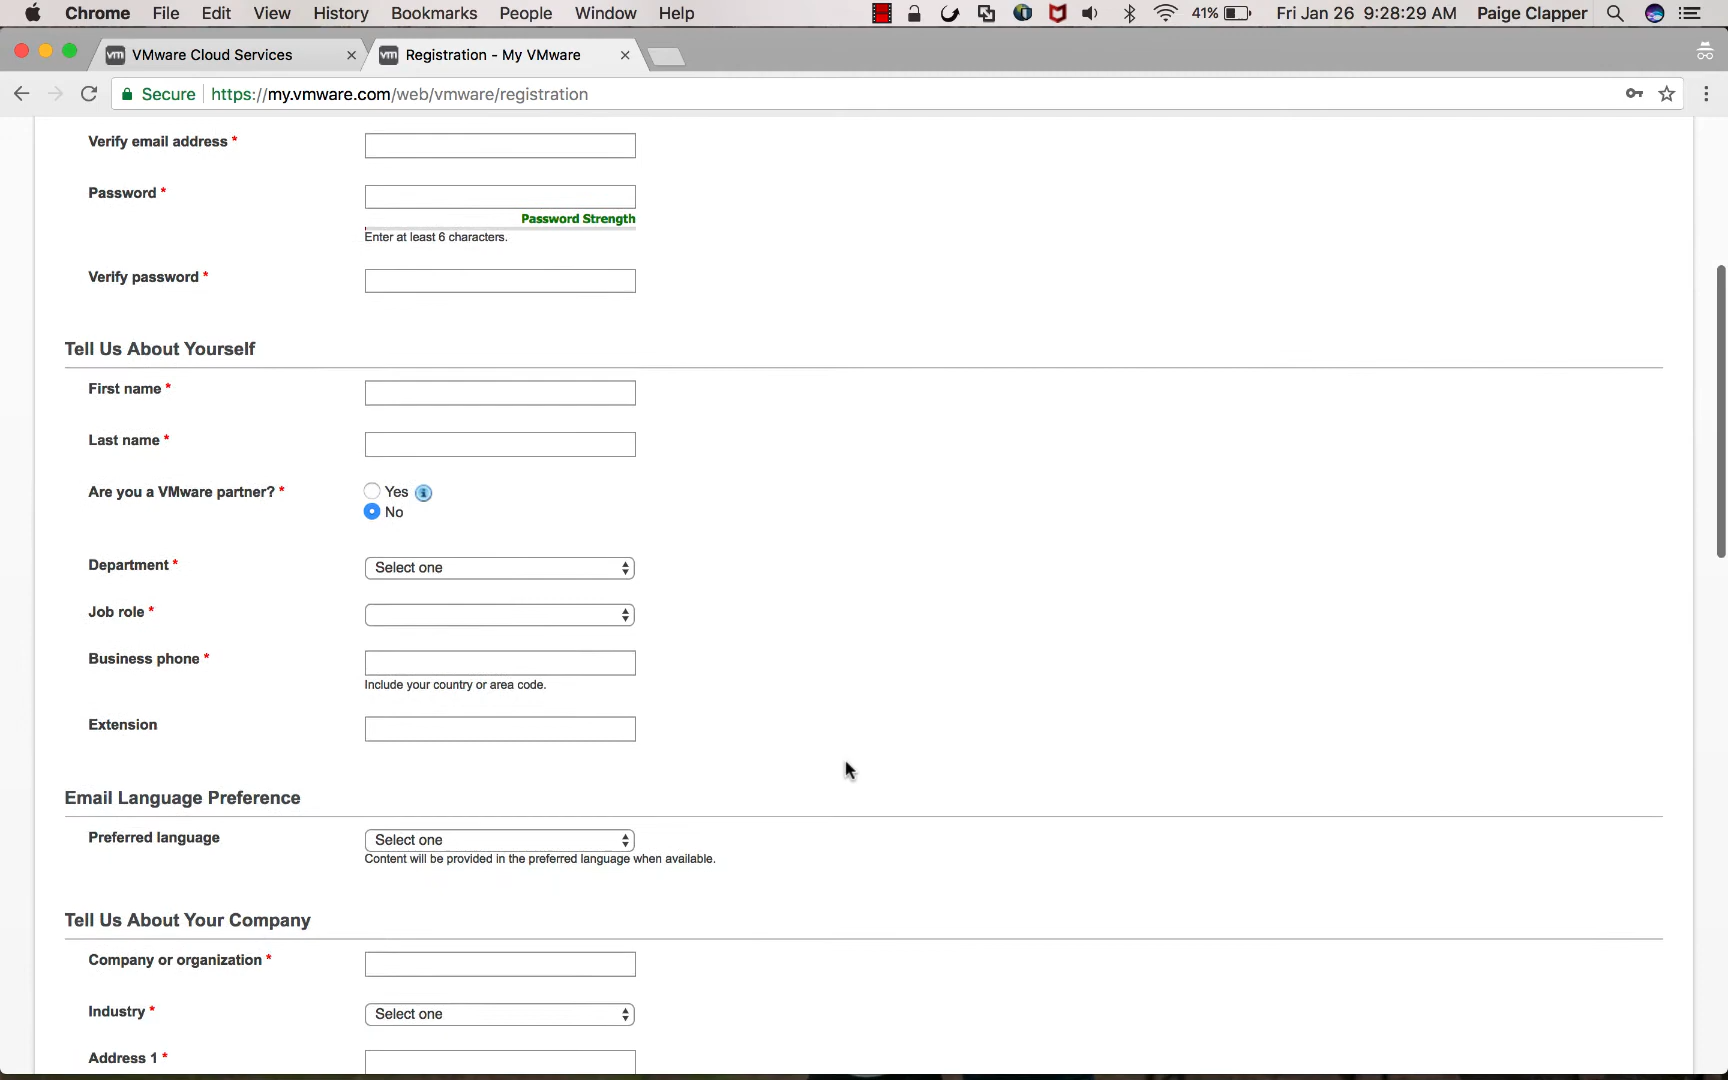 Chrome File Edit View History Bookmarks People Window Help 41% Fri Jan 26 9:28:29 AM Paige Clapper
vm VMware Cloud Services × vm Registration - My VMware ×
Secure https://my.vmware.com/web/vmware/registration
Verify email address *
Password *
Password Strength
Enter at least 6 characters.
Verify password *
Tell Us About Yourself
First name *
Last name *
Are you a VMware partner? * Yes i
No
Department * Select one
Job role *
Business phone *
Include your country or area code.
Extension
Email Language Preference
Preferred language Select one
Content will be provided in the preferred language when available.
Tell Us About Your Company
Company or organization *
Industry * Select one
Address 1 *